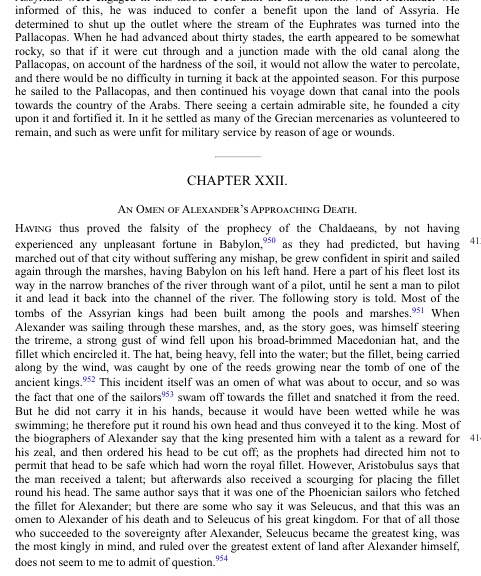 informed of this, he was induced to confer a benefit upon the land of Assyria. He
determined to shut up the outlet where the stream of the Euphrates was turned into the
Pallacopas. When he had advanced about thirty stades, the earth appeared to be somewhat
rocky, so that if it were cut through and a junction made with the old canal along the
Pallacopas, on account of the hardness of the soil, it would not allow the water to percolate,
and there would be no difficulty in turning it back at the appointed season. For this purpose
he sailed to the Pallacopas, and then continued his voyage down that canal into the pools
towards the country of the Arabs. There seeing a certain admirable site, he founded a city
upon it and fortified it. In it he settled as many of the Grecian mercenaries as volunteered to
remain, and such as were unfit for military service by reason of age or wounds.
CHAPTER XXII.
An Omen of Alexander's Approaching Death.
Having thus proved the falsity of the prophecy of the Chaldaeans, by not having
experienced any unpleasant fortune in Babylon,950 as they had predicted, but having
marched out of that city without suffering any mishap, he grew confident in spirit and sailed
again through the marshes, having Babylon on his left hand. Here a part of his fleet lost its
way in the narrow branches of the river through want of a pilot, until he sent a man to pilot
it and lead it back into the channel of the river. The following story is told. Most of the
tombs of the Assyrian kings had been built among the pools and marshes.951 When
Alexander was sailing through these marshes, and, as the story goes, was himself steering
the trireme, a strong gust of wind fell upon his broad-brimmed Macedonian hat, and the
fillet which encircled it. The hat, being heavy, fell into the water; but the fillet, being carried
along by the wind, was caught by one of the reeds growing near the tomb of one of the
ancient kings.952 This incident itself was an omen of what was about to occur, and so was
the fact that one of the sailors953 swam off towards the fillet and snatched it from the reed.
But he did not carry it in his hands, because it would have been wetted while he was
swimming; he therefore put it round his own head and thus conveyed it to the king. Most of
the biographers of Alexander say that the king presented him with a talent as a reward for
his zeal, and then ordered his head to be cut off; as the prophets had directed him not to
permit that head to be safe which had worn the royal fillet. However, Aristobulus says that
the man received a talent; but afterwards also received a scourging for placing the fillet
round his head. The same author says that it was one of the Phoenician sailors who fetched
the fillet for Alexander; but there are some who say it was Seleucus, and that this was an
omen to Alexander of his death and to Seleucus of his great kingdom. For that of all those
who succeeded to the sovereignty after Alexander, Seleucus became the greatest king, was
the most kingly in mind, and ruled over the greatest extent of land after Alexander himself,
does not seem to me to admit of question.954